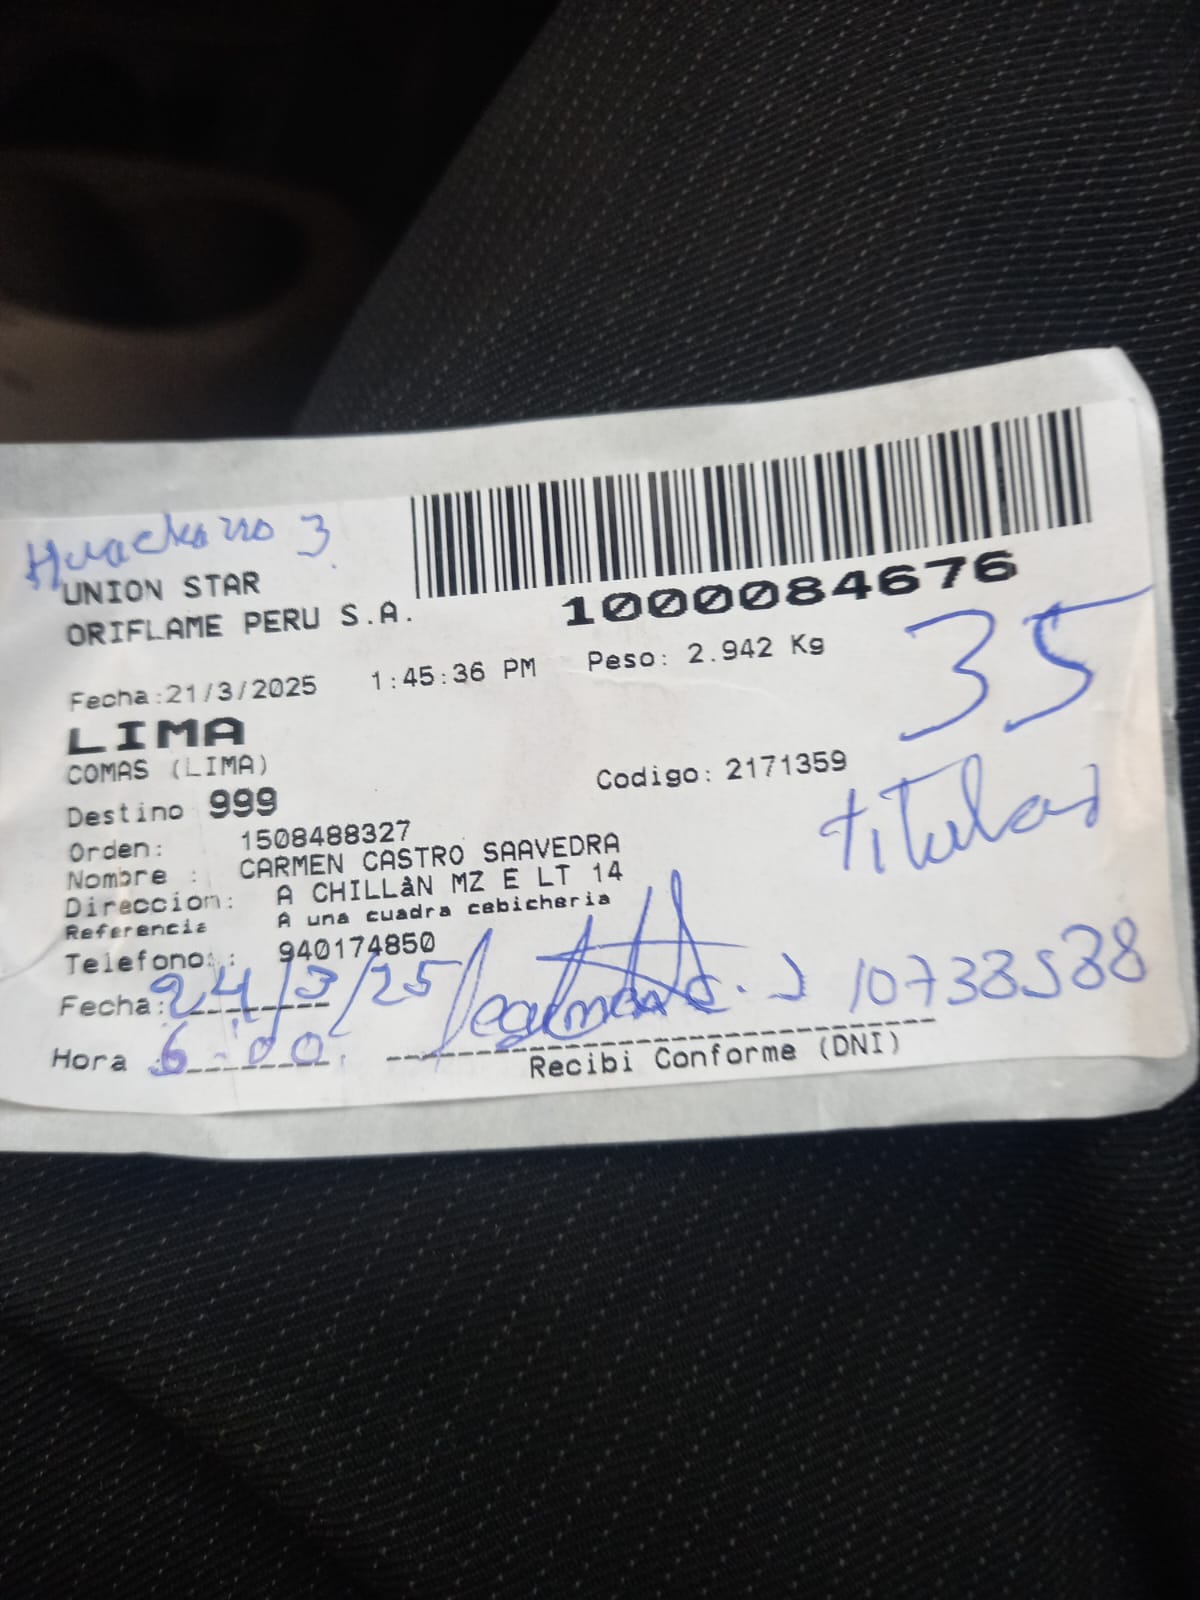 UNION STAR
ORIFLAME PERU S.A.
1000084676
35
Fecha:21/3/2025 1:45:36 PM Peso: 2.942 Kg
LIMA
COMAS (LIMA)
Codigo: 2171359
titular
Destino 999
Orden: 1508488327
Nombre : CARMEN CASTRO SAAVEDRA
Direccion: A CHILLàN MZ E LT 14
Referencia A una cuadra cebicheria
Telefono: : 940174850
Fecha: 24/3/25 10738538
Hora 6:00
Recibi Conforme (DNI)